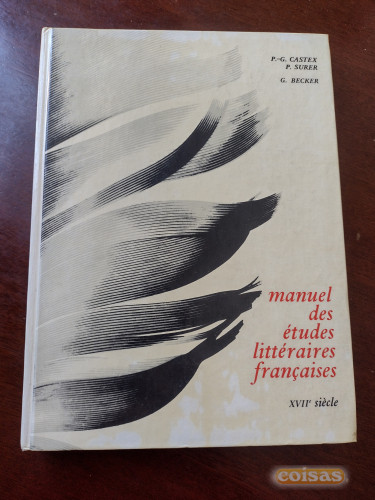 P.-G. CASTEX
P. SURER
G. BECKER
manuel
des
études
littéraires
françaises
XVIIᵉ siècle
coisas